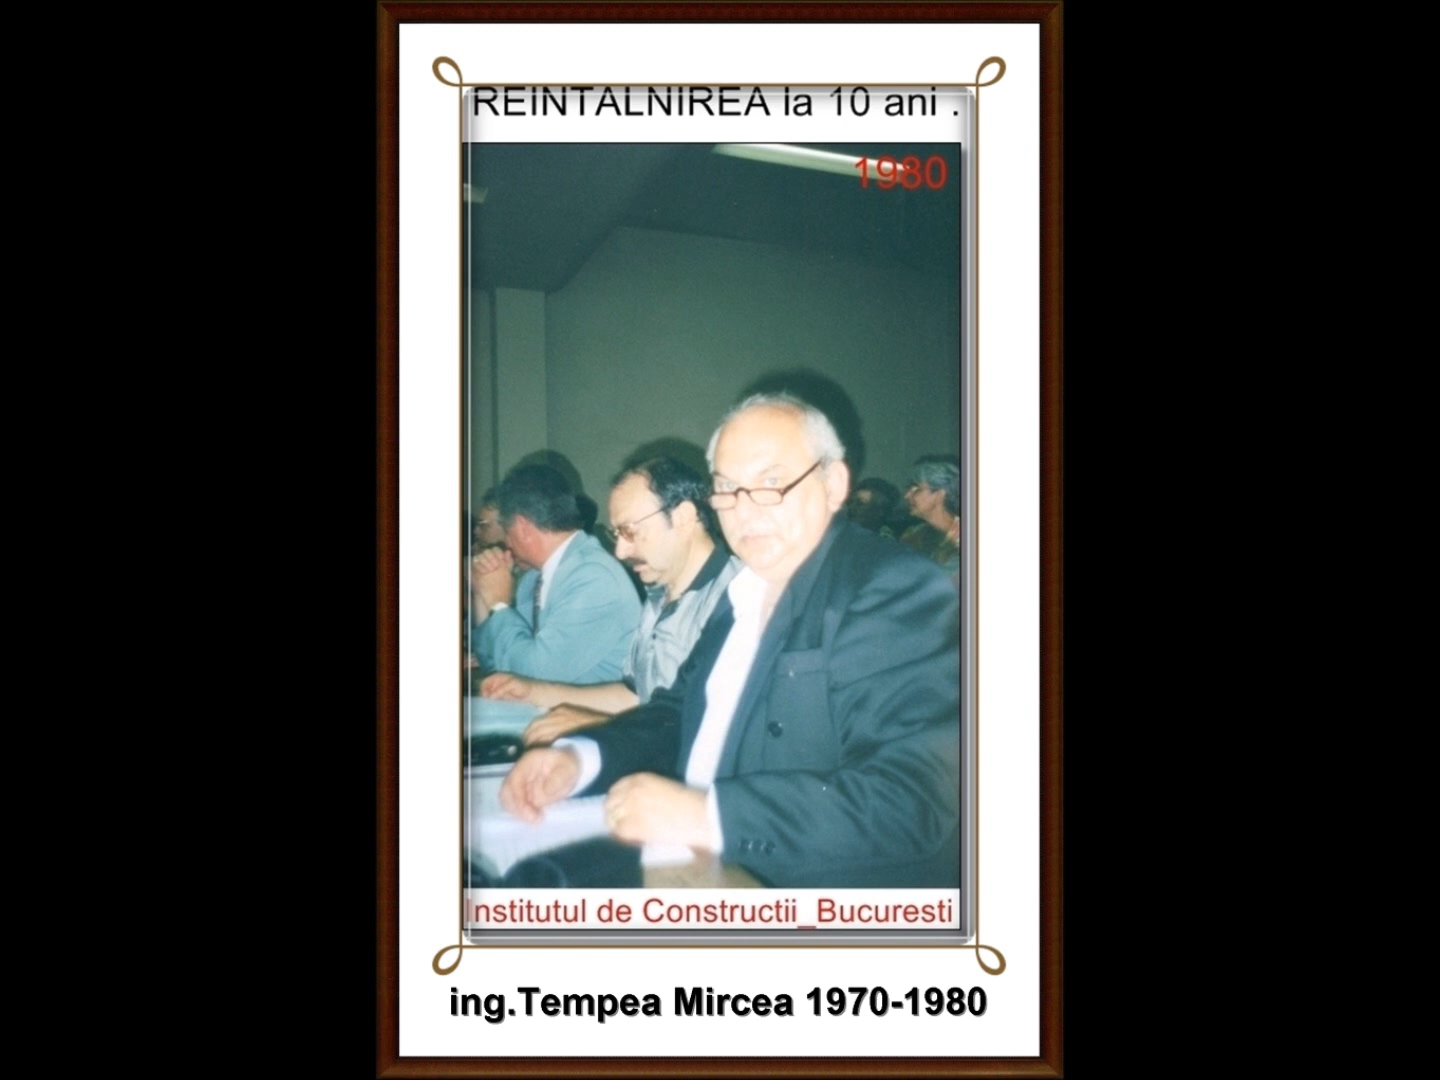 REINTALNIREA la 10 ani .
1980
Institutul de Constructii_Bucuresti
ing.Tempea Mircea 1970-1980